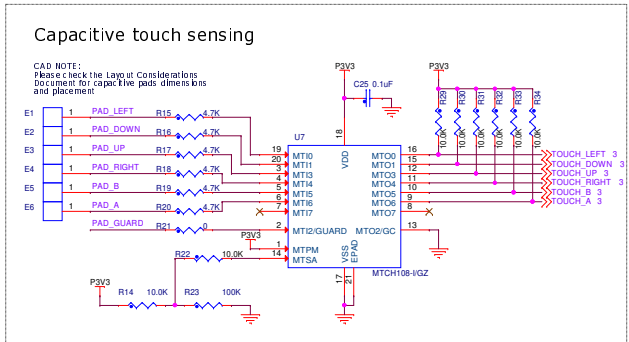 Capacitive touch sensing
CAD NOTE:
Please check the Layout Considerations
Document for capacitive pads dimensions
and placement
P3V3
C25 0.1uF
P3V3
R29 R30 R31 R32 R33 R34
10.0K 10.0K 10.0K 10.0K 10.0K 10.0K
E1 1 PAD_LEFT R15 4.7K
E2 1 PAD_DOWN R16 4.7K
E3 1 PAD_UP R17 4.7K
E4 1 PAD_RIGHT R18 4.7K
E5 1 PAD_B R19 4.7K
E6 1 PAD_A R20 4.7K
PAD_GUARD R21 0
U7
18 VDD
19 MTI0 MTO0 16 TOUCH_LEFT 3
20 MTI1 MTO1 15 TOUCH_DOWN 3
3 MTI3 MTO3 12 TOUCH_UP 3
4 MTI4 MTO4 11 TOUCH_RIGHT 3
5 MTI5 MTO5 10 TOUCH_B 3
6 MTI6 MTO6 9 TOUCH_A 3
7 MTI7 MTO7 8
2 MTI2/GUARD MTO2/GC 13
P3V3
1 MTPM
14 MTSA
VSS
EPAD
17 21
MTCH108-I/GZ
R22 10.0K
P3V3
R14 10.0K R23 100K